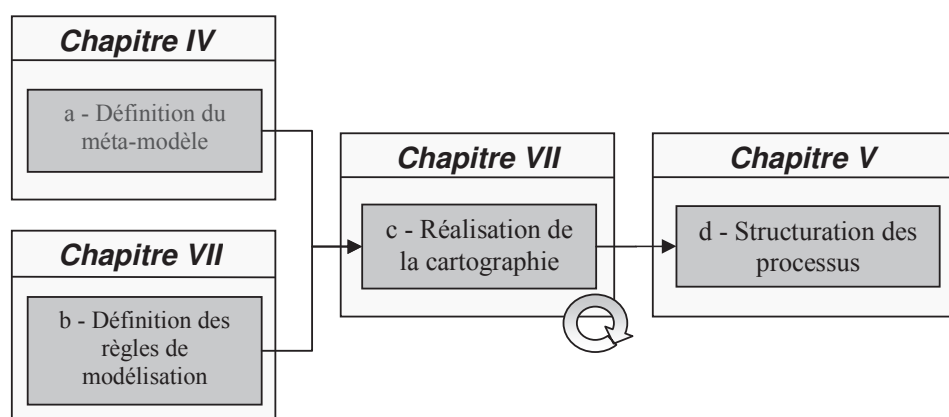 Chapitre IV
a - Définition du
méta-modèle
Chapitre VII
b - Définition des
règles de
modélisation
Chapitre VII
c - Réalisation de
la cartographie
Chapitre V
d - Structuration des
processus